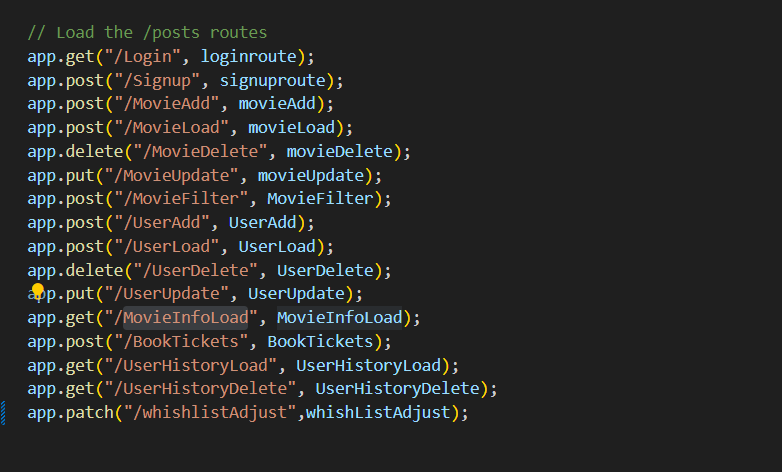 // Load the /posts routes
app.get("/Login", loginroute);
app.post("/Signup", signuproute);
app.post("/MovieAdd", movieAdd);
app.post("/MovieLoad", movieLoad);
app.delete("/MovieDelete", movieDelete);
app.put("/MovieUpdate", movieUpdate);
app.post("/MovieFilter", MovieFilter);
app.post("/UserAdd", UserAdd);
app.post("/UserLoad", UserLoad);
app.delete("/UserDelete", UserDelete);
app.put("/UserUpdate", UserUpdate);
app.get("/MovieInfoLoad", MovieInfoLoad);
app.post("/BookTickets", BookTickets);
app.get("/UserHistoryLoad", UserHistoryLoad);
app.get("/UserHistoryDelete", UserHistoryDelete);
app.patch("/whishlistAdjust",whishListAdjust);